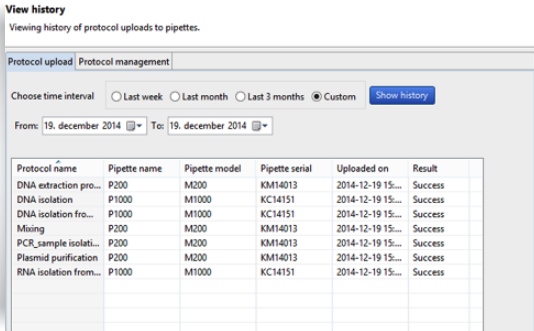 View history
Viewing history of protocol uploads to pipettes.
Protocol upload Protocol management
Choose time interval Last week Last month Last 3 months Custom Show history
From: 19. december 2014 To: 19. december 2014
Protocol name Pipette name Pipette model Pipette serial Uploaded on Result
DNA extraction pro... P200 M200 KM14013 2014-12-19 15:... Success
DNA isolation P1000 M1000 KC14151 2014-12-19 15:... Success
DNA isolation fro... P1000 M1000 KC14151 2014-12-19 15:... Success
Mixing P200 M200 KM14013 2014-12-19 15:... Success
PCR_sample isolati... P200 M200 KM14013 2014-12-19 15:... Success
Plasmid purification P200 M200 KM14013 2014-12-19 15:... Success
RNA isolation from... P1000 M1000 KC14151 2014-12-19 15:... Success